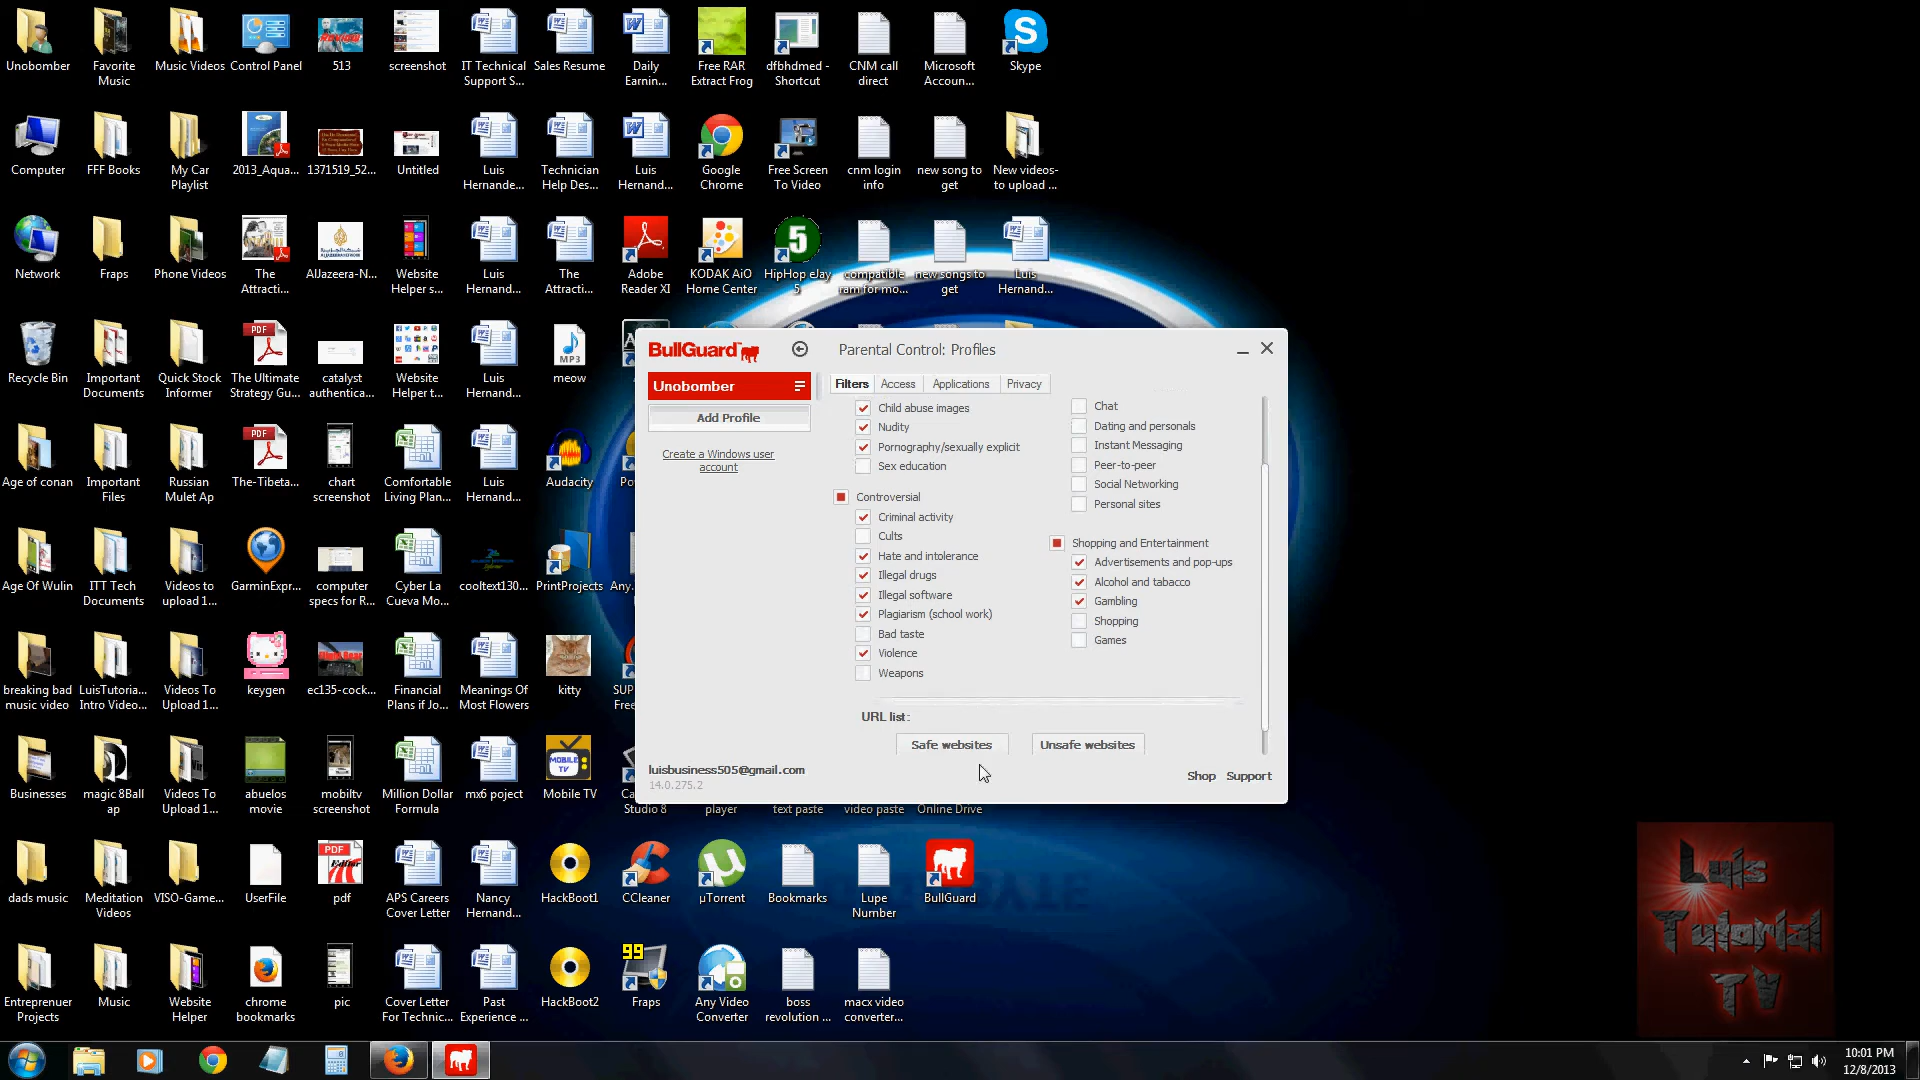 Unobomber
Favorite
Music
Music Videos
Control Panel
513
screenshot
IT Technical
Support S...
Sales Resume
Daily
Earnin...
Free RAR
Extract Frog
dfbhdmed -
Shortcut
CNM call
direct
Microsoft
Accoun...
Skype
Computer
FFF Books
My Car
Playlist
2013_Aqua...
1371519_52...
Untitled
Luis
Hernande...
Technician
Help Des...
Luis
Hernand...
Google
Chrome
Free Screen
To Video
cnm login
info
new song to
get
New videos-
to upload ...
Network
Fraps
Phone Videos
The
Attracti...
AlJazeera-N...
Website
Helper s...
Luis
Hernand...
The
Attracti...
Adobe
Reader XI
KODAK AiO
Home Center
HipHop eJay
5
compatible
ram for mo...
new songs to
get
Luis
Hernand...
Recycle Bin
Important
Documents
Quick Stock
Informer
The Ultimate
Strategy Gu...
catalyst
authentica...
Website
Helper t...
Luis
Hernand...
meow
Age of conan
Important
Files
Russian
Mulet Ap
The-Tibeta...
chart
screenshot
Comfortable
Living Plan...
Luis
Hernand...
Audacity
Age Of Wulin
ITT Tech
Documents
Videos to
upload 1...
GarminExpr...
computer
specs for R...
Cyber La
Cueva Mo...
cooltext130...
PrintProjects
Any.
breaking bad
music video
LuisTutoria...
Intro Video...
Videos To
Upload 1...
keygen
ec135-cock...
Financial
Plans if Jo...
Meanings Of
Most Flowers
kitty
SUP
Free
Businesses
magic 8Ball
ap
Videos To
Upload 1...
abuelos
movie
mobiltv
screenshot
Million Dollar
Formula
mx6 poject
MOBILE
TV
Mobile TV
Studio 8
player
text paste
video paste
Online Drive
dads music
Meditation
Videos
VISO-Game...
UserFile
pdf
APS Careers
Cover Letter
Nancy
Hernand...
HackBoot1
CCleaner
µTorrent
Bookmarks
Lupe
Number
BullGuard
Entreprenuer
Projects
Music
Website
Helper
chrome
bookmarks
pic
Cover Letter
For Technic...
Past
Experience ...
HackBoot2
99
Fraps
Any Video
Converter
boss
revolution ...
macx video
converter...
BullGuard™
Parental Control: Profiles
Unobomber
Add Profile
Create a Windows user
account
Filters
Access
Applications
Privacy
Child abuse images
Nudity
Pornography/sexually explicit
Sex education
Controversial
Criminal activity
Cults
Hate and intolerance
Illegal drugs
Illegal software
Plagiarism (school work)
Bad taste
Violence
Weapons
Chat
Dating and personals
Instant Messaging
Peer-to-peer
Social Networking
Personal sites
Shopping and Entertainment
Advertisements and pop-ups
Alcohol and tabacco
Gambling
Shopping
Games
URL list:
Safe websites
Unsafe websites
luisbusiness505@gmail.com
14.0.275.2
Shop
Support
Luis
Tutorial
TV
10:01 PM
12/8/2013